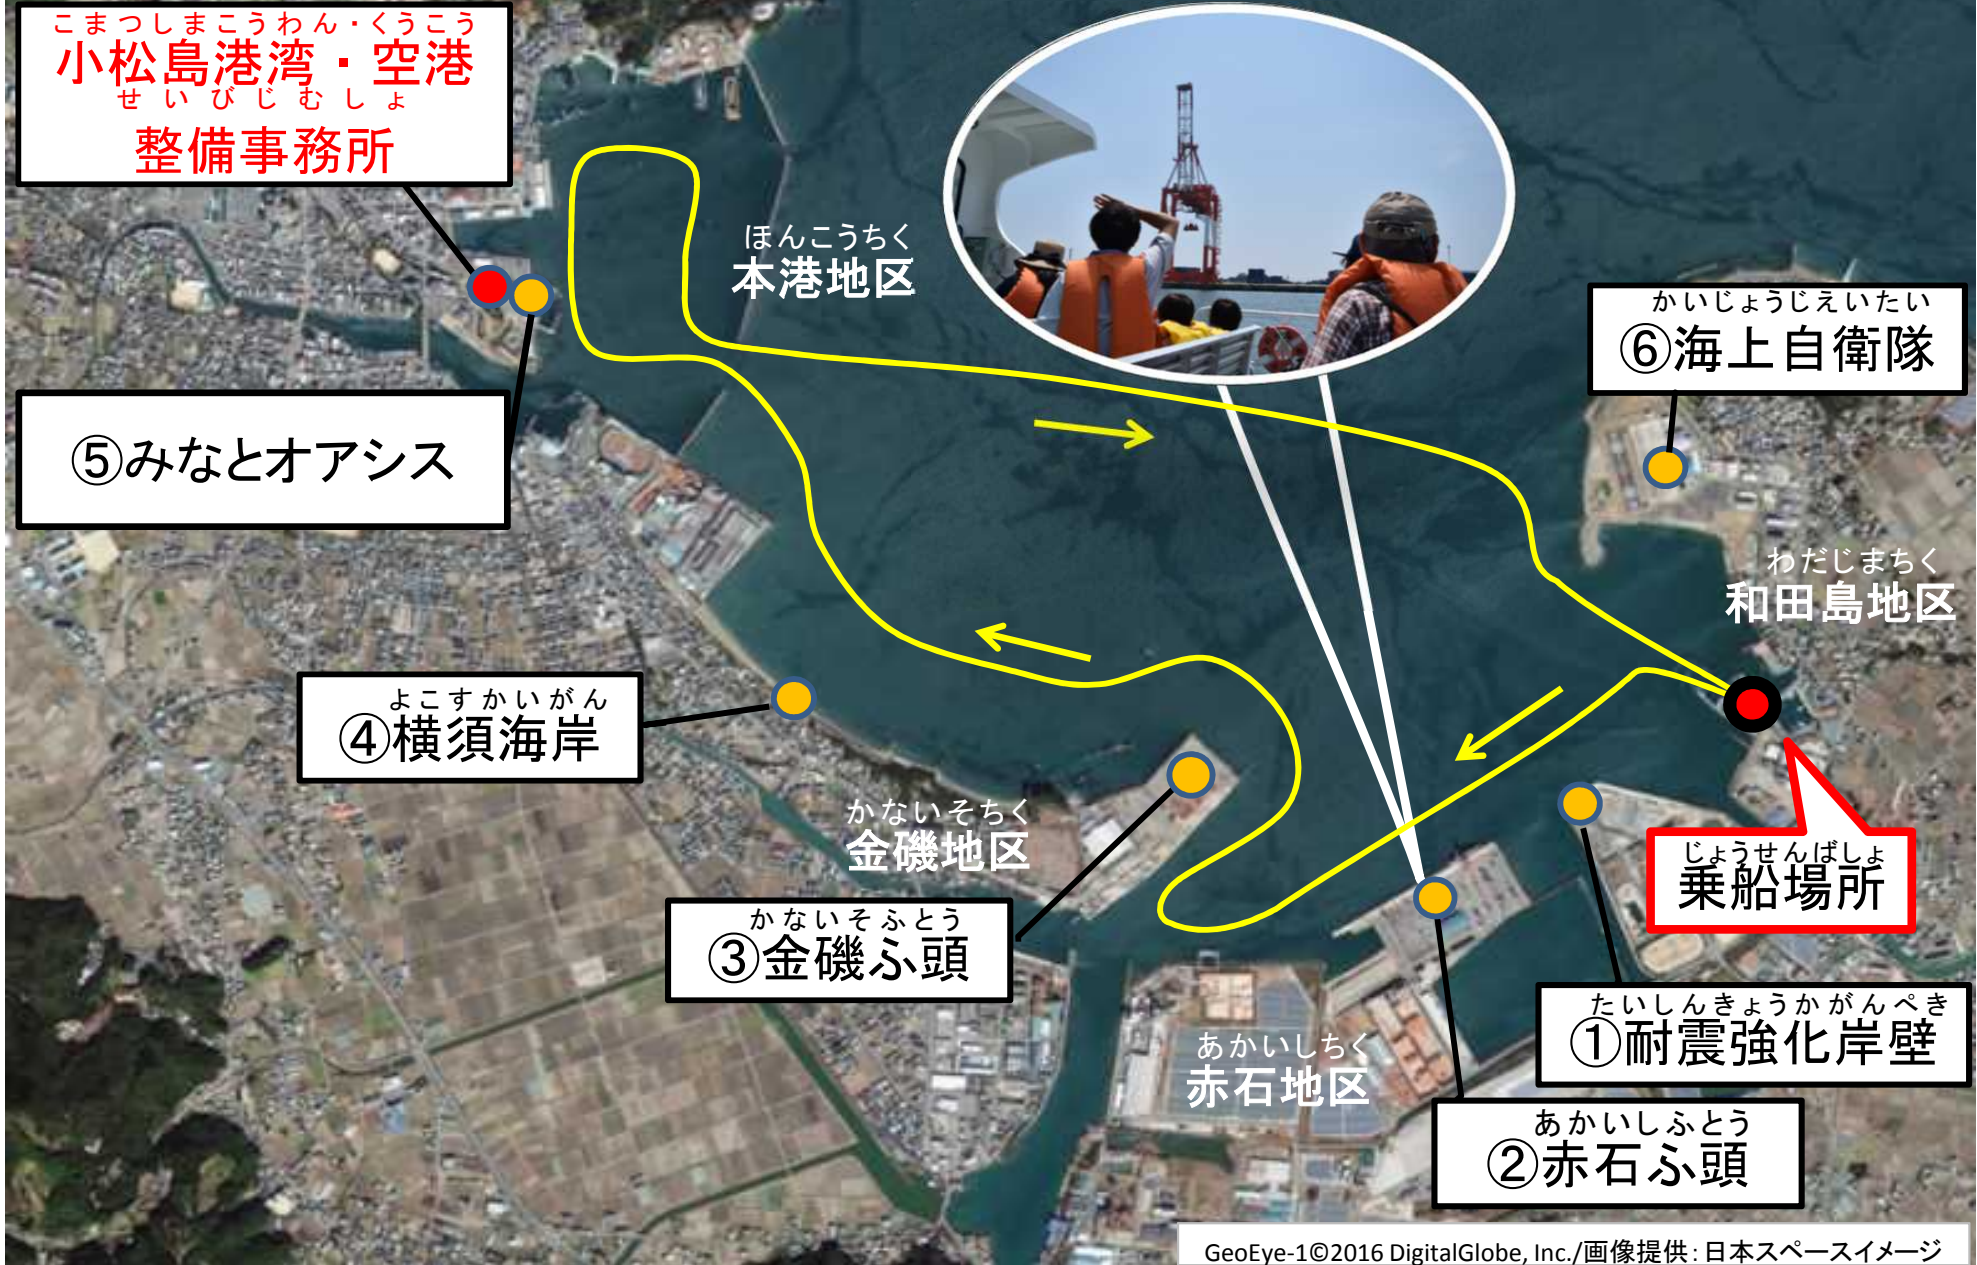 こまつしまこうわん・くうこう
小松島港湾・空港
せいびじむしょ
整備事務所
ほんこうちく
本港地区
かいじょうじえいたい
⑥海上自衛隊
⑤みなとオアシス
わだじまちく
和田島地区
よこすかいがん
④横須海岸
かないそちく
金磯地区
じょうせんばしょ
乗船場所
かないそふとう
③金磯ふ頭
たいしんきょうかがんぺき
①耐震強化岸壁
あかいしちく
赤石地区
あかいしふとう
②赤石ふ頭
GeoEye-1©2016 DigitalGlobe, Inc./画像提供:日本スペースイメージ